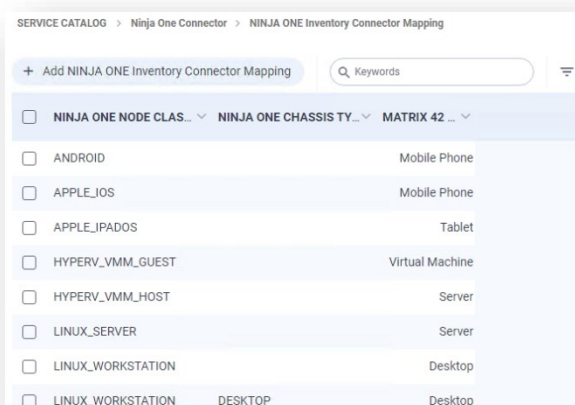 SERVICE CATALOG > Ninja One Connector > NINJA ONE Inventory Connector Mapping
+ Add NINJA ONE Inventory Connector Mapping Keywords
NINJA ONE NODE CLAS... NINJA ONE CHASSIS TY... MATRIX 42 ...
ANDROID Mobile Phone
APPLE_IOS Mobile Phone
APPLE_IPADOS Tablet
HYPERV_VMM_GUEST Virtual Machine
HYPERV_VMM_HOST Server
LINUX_SERVER Server
LINUX_WORKSTATION Desktop
LINUX_WORKSTATION DESKTOP Desktop